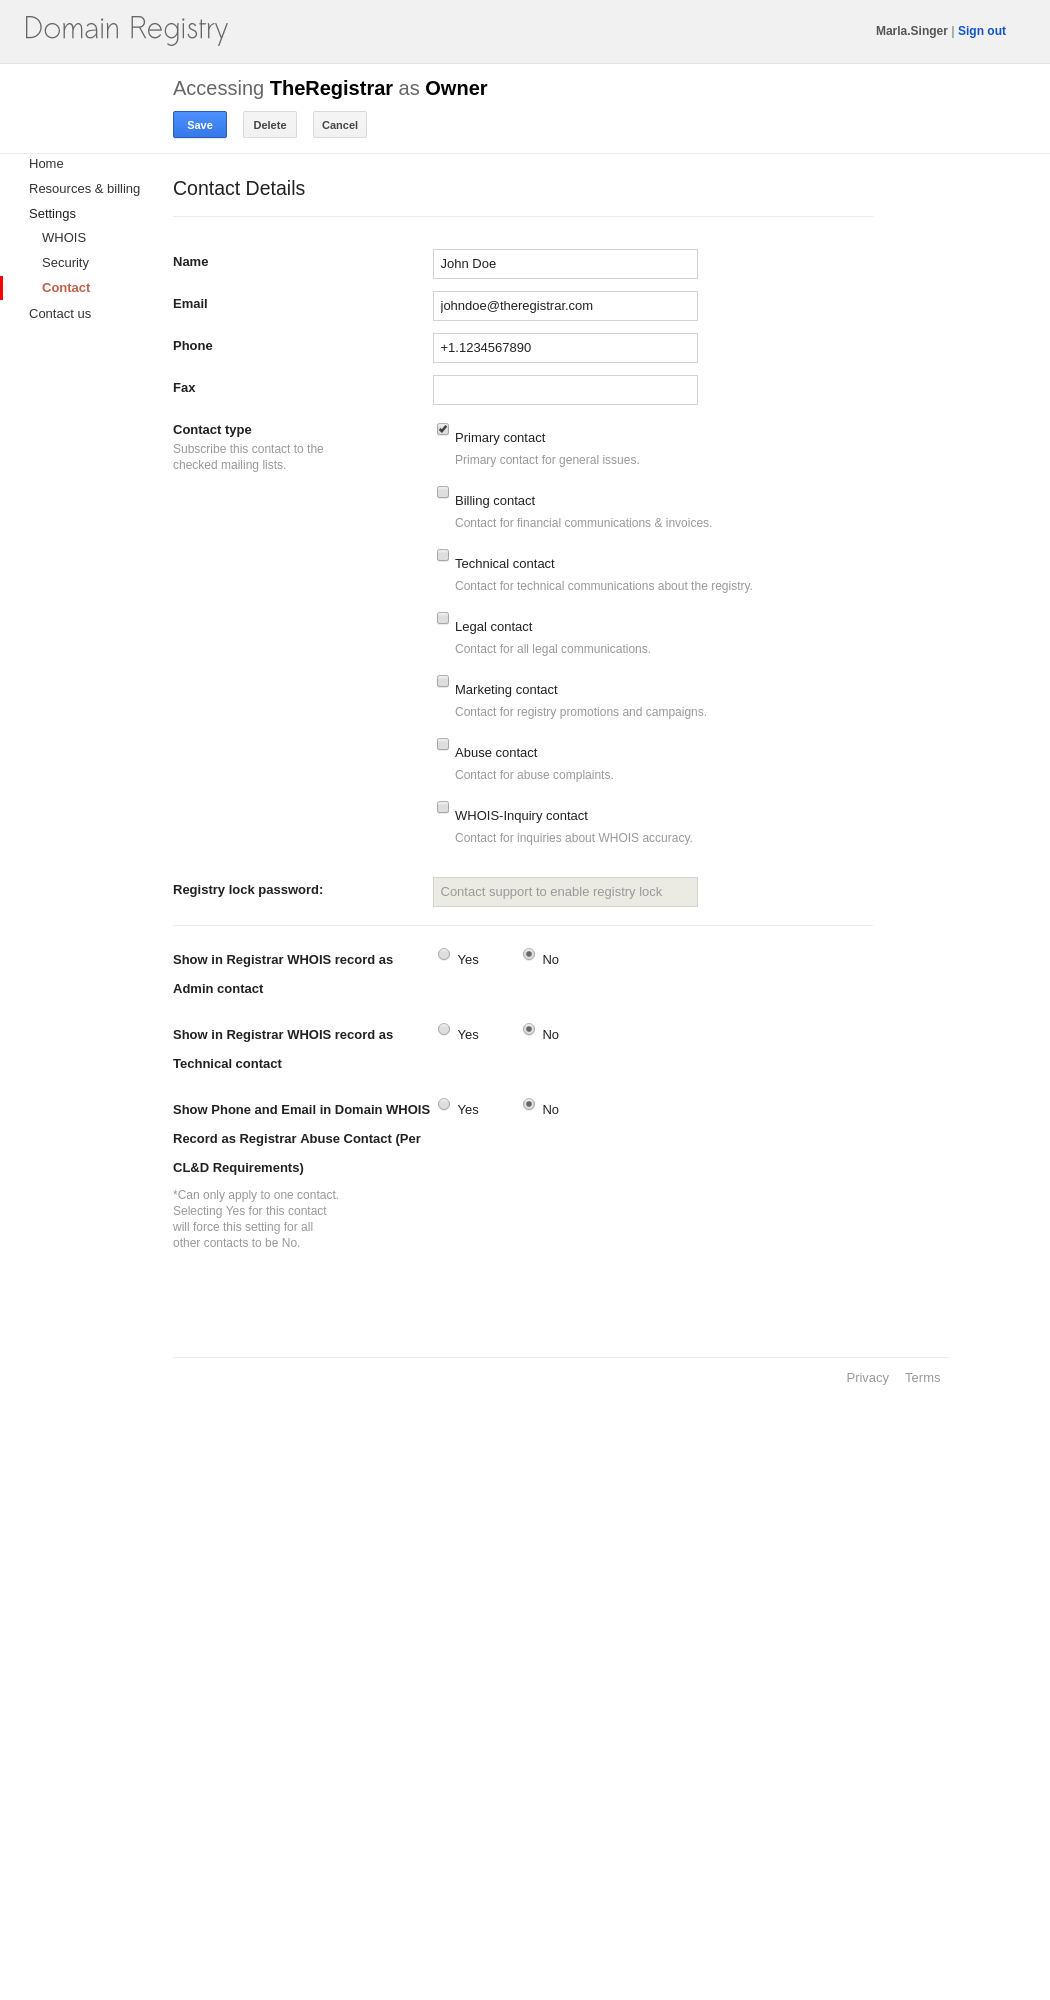 Domain Registry
Marla.Singer | Sign out
Accessing TheRegistrar as Owner
Save Delete Cancel
Home
Resources & billing
Settings
WHOIS
Security
Contact
Contact us
Contact Details
Name John Doe
Email johndoe@theregistrar.com
Phone +1.1234567890
Fax
Contact type
Subscribe this contact to the
checked mailing lists.
Primary contact
Primary contact for general issues.
Billing contact
Contact for financial communications & invoices.
Technical contact
Contact for technical communications about the registry.
Legal contact
Contact for all legal communications.
Marketing contact
Contact for registry promotions and campaigns.
Abuse contact
Contact for abuse complaints.
WHOIS-Inquiry contact
Contact for inquiries about WHOIS accuracy.
Registry lock password: Contact support to enable registry lock
Show in Registrar WHOIS record as Yes No
Admin contact
Show in Registrar WHOIS record as Yes No
Technical contact
Show Phone and Email in Domain WHOIS Yes No
Record as Registrar Abuse Contact (Per
CL&D Requirements)
*Can only apply to one contact.
Selecting Yes for this contact
will force this setting for all
other contacts to be No.
Privacy Terms